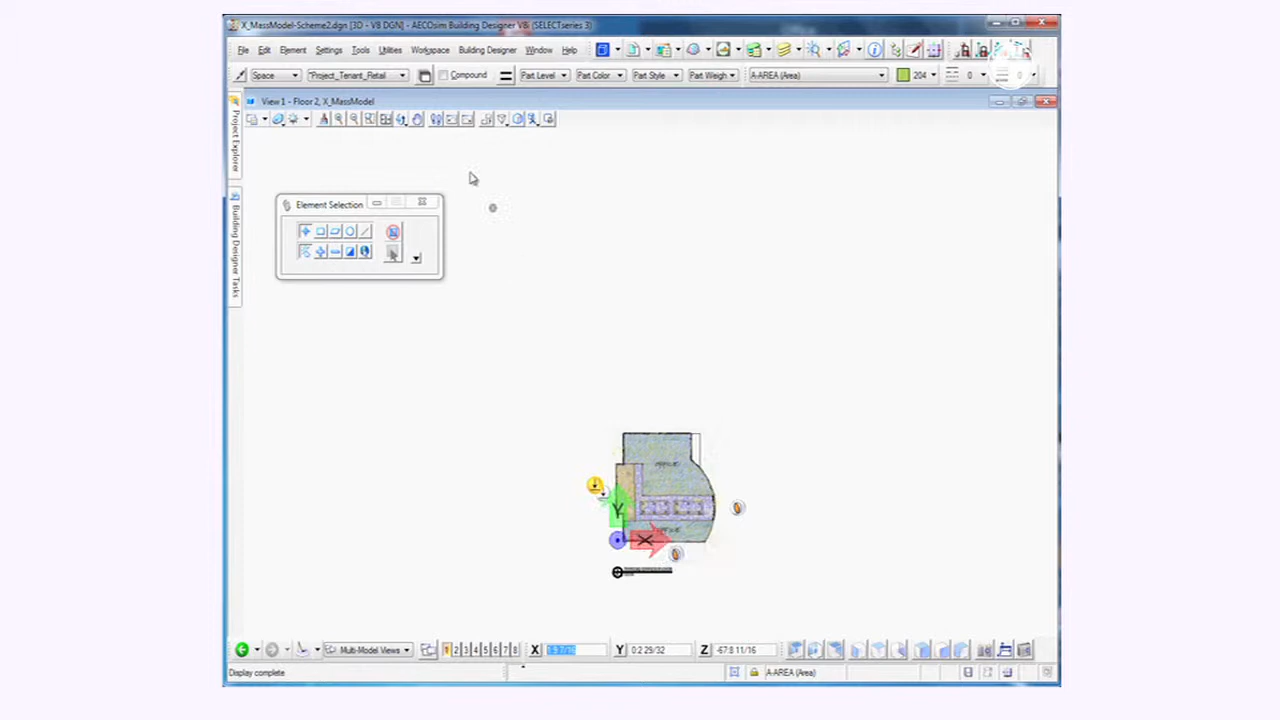 X_MassModel-Scheme2.dgn [3D - V8 DGN] - AECOsim Building Designer V8i (SELECTseries 3)
File Edit Element Settings Tools Utilities Workspace Building Designer Window Help
Space "Project_Tenant_Retail Compound Part Level Part Color Part Style Part Weigh A-AREA (Area) 204 0 0
View 1 - Floor 2, X_MassModel
Project Explorer
Building Designer Tasks
Element Selection
Y
X
Multi-Model Views 1 2 3 4 5 6 7 8 X Y 0:2 29/32 Z -67:8 11/16
Display complete A-AREA (Area)